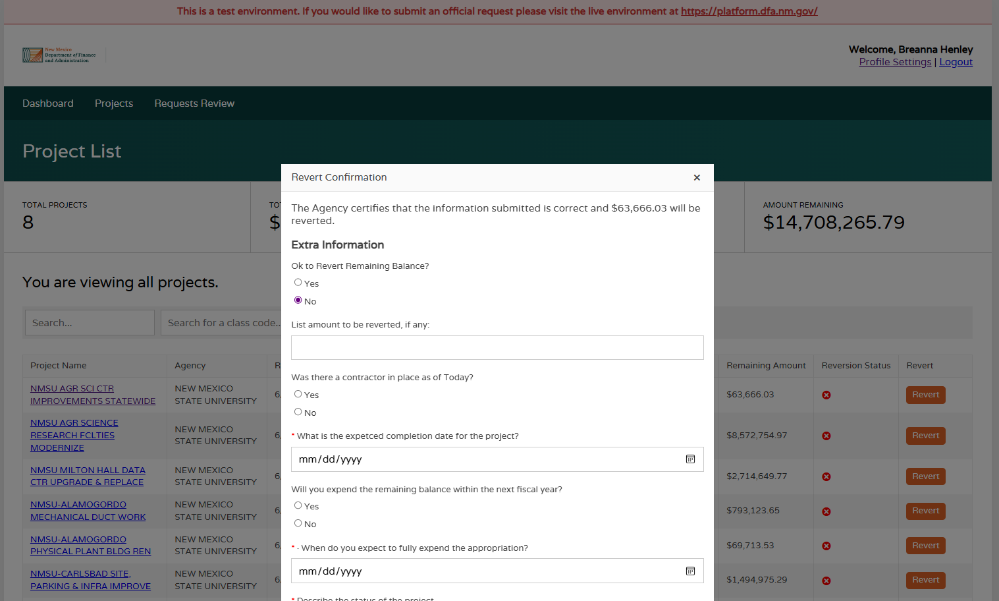 This is a test environment. If you would like to submit an official request please visit the live environment at https://platform.dfa.nm.gov/
New Mexico
Department of Finance
and Administration
Welcome, Breanna Henley
Profile Settings | Logout
Dashboard Projects Requests Review
Project List
TOTAL PROJECTS
8
TO
$
AMOUNT REMAINING
$14,708,265.79
You are viewing all projects.
Search...
Search for a class code...
Revert Confirmation ×
The Agency certifies that the information submitted is correct and $63,666.03 will be
reverted.
Extra Information
Ok to Revert Remaining Balance?
Yes
No
List amount to be reverted, if any:
Was there a contractor in place as of Today?
Yes
No
* What is the expetced completion date for the project?
mm/dd/yyyy
Will you expend the remaining balance within the next fiscal year?
Yes
No
* - When do you expect to fully expend the appropriation?
mm/dd/yyyy
* Describe the status of the project
Project Name Agency R Remaining Amount Reversion Status Revert
NMSU AGR SCI CTR
IMPROVEMENTS STATEWIDE
NEW MEXICO
STATE UNIVERSITY
6,
$63,666.03
Revert
NMSU AGR SCIENCE
RESEARCH FCLTIES
MODERNIZE
NEW MEXICO
STATE UNIVERSITY
6,
$8,572,754.97
Revert
NMSU MILTON HALL DATA
CTR UPGRADE & REPLACE
NEW MEXICO
STATE UNIVERSITY
6,
$2,714,649.77
Revert
NMSU-ALAMOGORDO
MECHANICAL DUCT WORK
NEW MEXICO
STATE UNIVERSITY
6,
$793,123.65
Revert
NMSU-ALAMOGORDO
PHYSICAL PLANT BLDG REN
NEW MEXICO
STATE UNIVERSITY
6,
$69,713.53
Revert
NMSU-CARLSBAD SITE,
PARKING & INFRA IMPROVE
NEW MEXICO
STATE UNIVERSITY
6,
$1,494,975.29
Revert